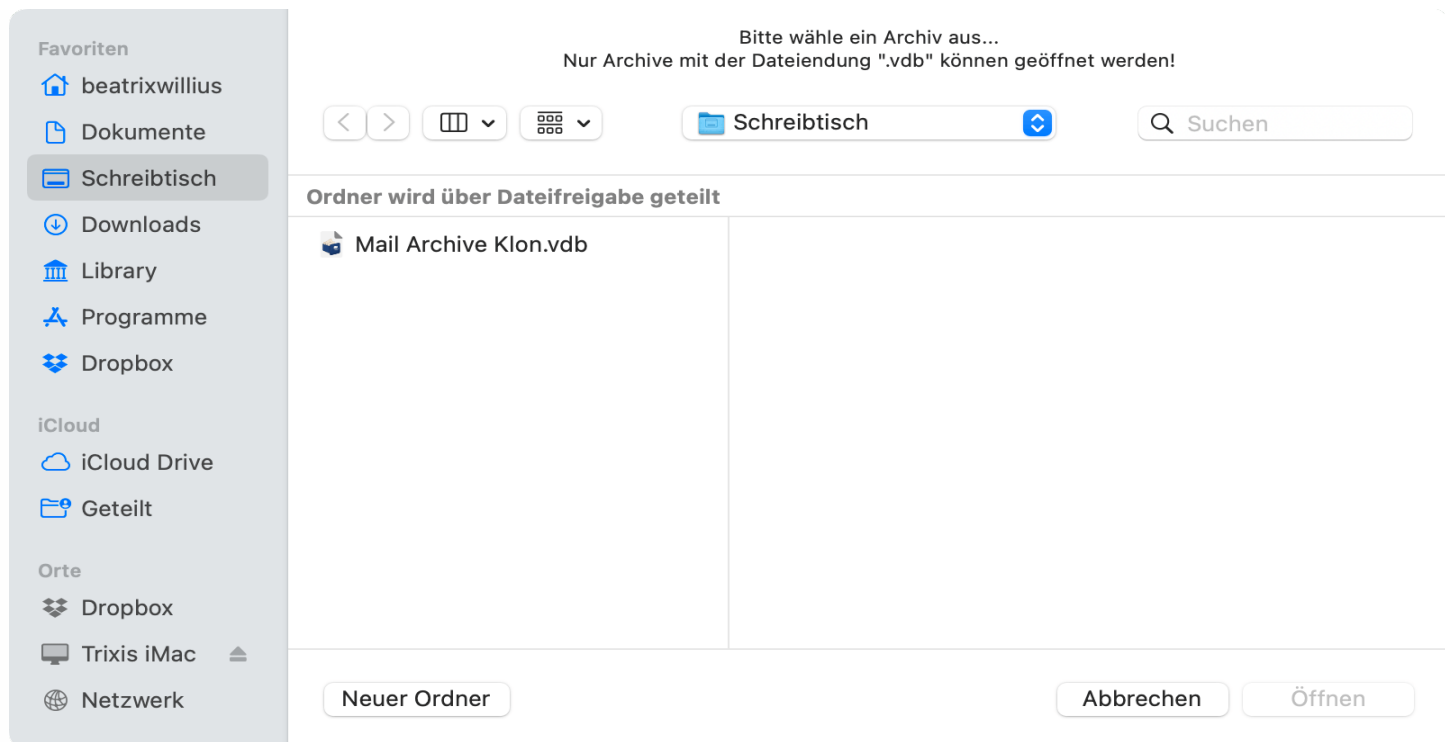 Favoriten
beatrixwillius
Dokumente
Schreibtisch
Downloads
Library
Programme
Dropbox
iCloud
iCloud Drive
Geteilt
Orte
Dropbox
Trixis iMac
Netzwerk
Bitte wähle ein Archiv aus...
Nur Archive mit der Dateiendung ".vdb" können geöffnet werden!
Schreibtisch
Suchen
Ordner wird über Dateifreigabe geteilt
Mail Archive Klon.vdb
Neuer Ordner
Abbrechen
Öffnen